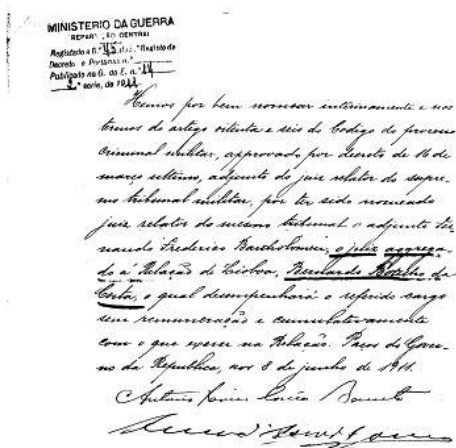 MINISTERIO DA GUERRA
REPARTIÇÃO CENTRAL
Registado a n.º 45 do "Registo de
Decretos e Portarias n.º
Publicado na O. do E. n.º 14
2.ª serie, de 1911
Hemos por bem nomear interinamente e nos
termos do artigo oitenta e seis do Codigo do processo
criminal militar, approvado por decreto de 16 de
março ultimo, adjunto do juiz relator do supre-
mo tribunal militar, por ter sido nomeado
juiz relator do mesmo tribunal o adjunto Fer-
nando Frederico Bartholomeu, o juiz aggrega-
do á Relação de Lisboa, Bernardo Botelho da
Costa, o qual desempenhará o referido cargo
sem remuneração e cumulativamente
com o que exerce na Relação. Paços do Gover-
no da Republica, aos 8 de junho de 1911.
Antonio Xavier Correia Barreto